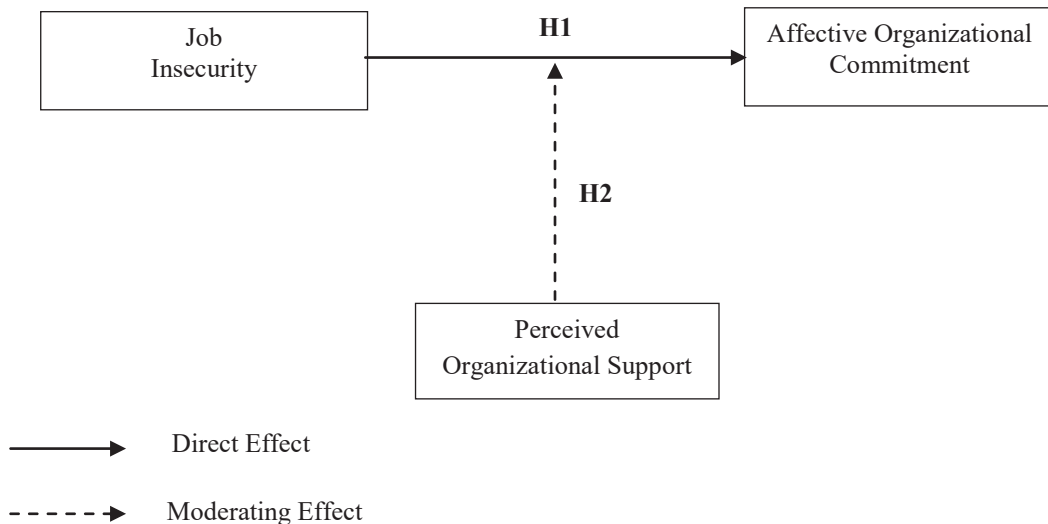 H1
Job
Insecurity
Affective Organizational
Commitment
H2
Perceived
Organizational Support
Direct Effect
Moderating Effect